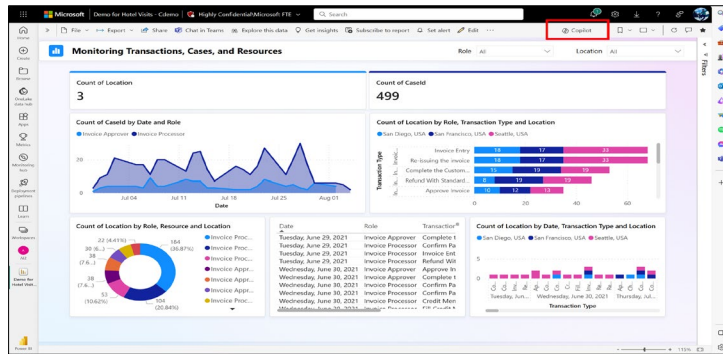 Microsoft Demo for Hotel Visits - Cdemo Highly Confidential\Microsoft FTE Search
File Export Share Chat in Teams Explore this data Get insights Subscribe to report Set alert Edit ... Copilot
Home
Create
Browse
OneLake data hub
Apps
Metrics
Monitoring hub
Deployment pipelines
Learn
Workspaces
Demo for Hotel Visit...
Power BI
Monitoring Transactions, Cases, and Resources
Role All
Location All
Filters
Count of Location
3
Count of CaseId
499
Count of CaseId by Date and Role
Invoice Approver Invoice Processor
20
0
Jul 04 Jul 11 Jul 18 Jul 25 Aug 01
Date
Count of Location by Role, Transaction Type and Location
San Diego, USA San Francisco, USA Seattle, USA
Transaction Type
Invoice Entry 18 17 33
Re-issuing the invoice 18 17 33
Complete the Custom... 15 19 19
Refund With Standard... 8 19 19
Approve Invoice 10 12 13
0 20 40 60
Count of Location by Role, Resource and Location
22 (4.41%)
184 (36.87%)
30 (6...)
38 (7.6...)
38 (7.6...)
53 (10.62%)
104 (20.84%)
Invoice Proc...
Invoice Proc...
Invoice Proc...
Invoice Appr...
Invoice Appr...
Invoice Appr...
Invoice Proc...
Date Role Transaction
Tuesday, June 29, 2021 Invoice Approver Complete t
Tuesday, June 29, 2021 Invoice Processor Confirm Pa
Tuesday, June 29, 2021 Invoice Processor Invoice Ent
Tuesday, June 29, 2021 Invoice Processor Refund Wit
Wednesday, June 30, 2021 Invoice Approver Approve In
Wednesday, June 30, 2021 Invoice Approver Complete t
Wednesday, June 30, 2021 Invoice Processor Confirm Pa
Wednesday, June 30, 2021 Invoice Processor Confirm Pa
Wednesday, June 30, 2021 Invoice Processor Credit Men
Count of Location by Date, Transaction Type and Location
San Diego, USA San Francisco, USA Seattle, USA
5
0
Tuesday, Jun... Wednesday, June 30, 2021 Thursday, Jul...
Transaction Type
115%